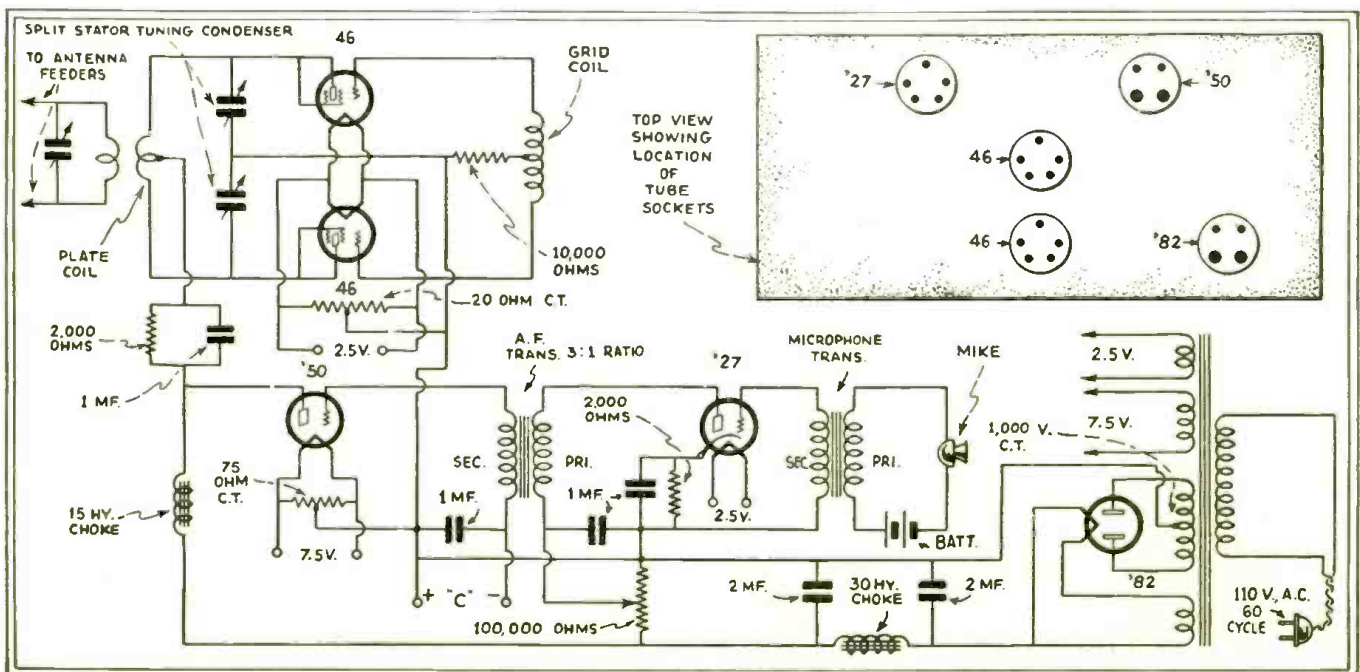 SPLIT STATOR TUNING CONDENSER
46
TO ANTENNA
FEEDERS
GRID
COIL
PLATE
COIL
10,000
OHMS
46
20 OHM C.T.
2.5V.
2,000
OHMS
1 MF.
'27
'50
TOP VIEW
SHOWING
LOCATION
OF
TUBE
SOCKETS
46
46
'82
'50
A.F.
TRANS. 3:1 RATIO
'27
MICROPHONE
TRANS.
MIKE
2,000
OHMS
75
OHM
C.T.
SEC.
PRI.
SEC.
PRI.
15 HY.
CHOKE
7.5V.
1 MF.
1 MF.
2.5V.
BATT.
+ "C" -
100,000 OHMS
2 MF.
30 HY.
CHOKE
2 MF.
2.5 V.
7.5 V.
1,000 V.
C.T.
'82
110 V., A.C.
60
CYCLE